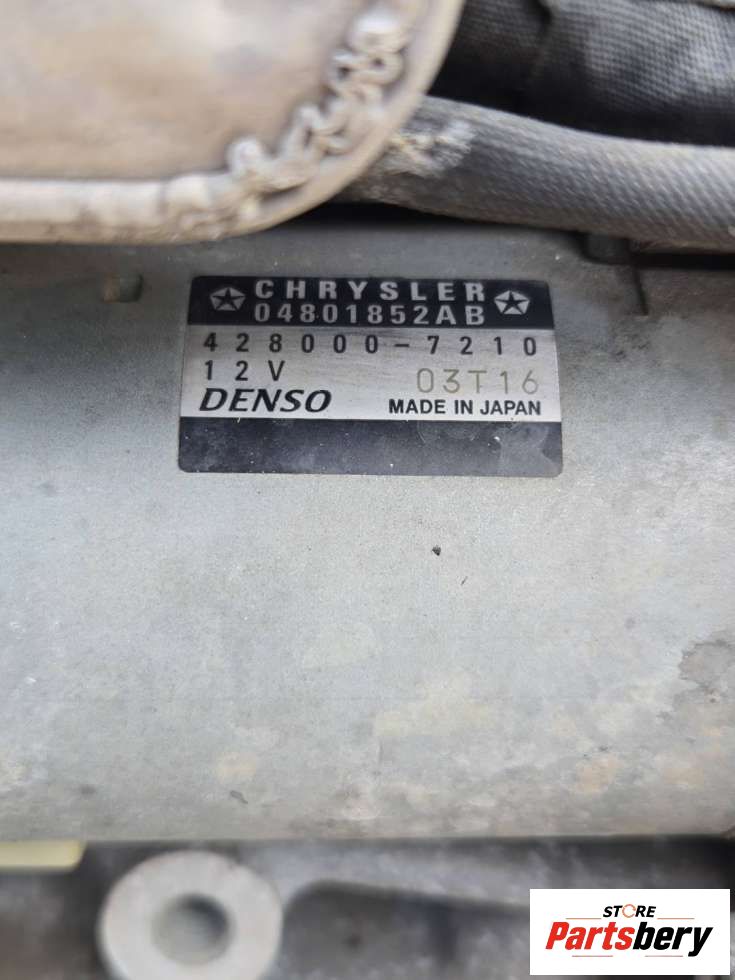 CHRYSLER
04801852AB
428000-7210
12V 03T16
DENSO MADE IN JAPAN
STORE
Partsbery